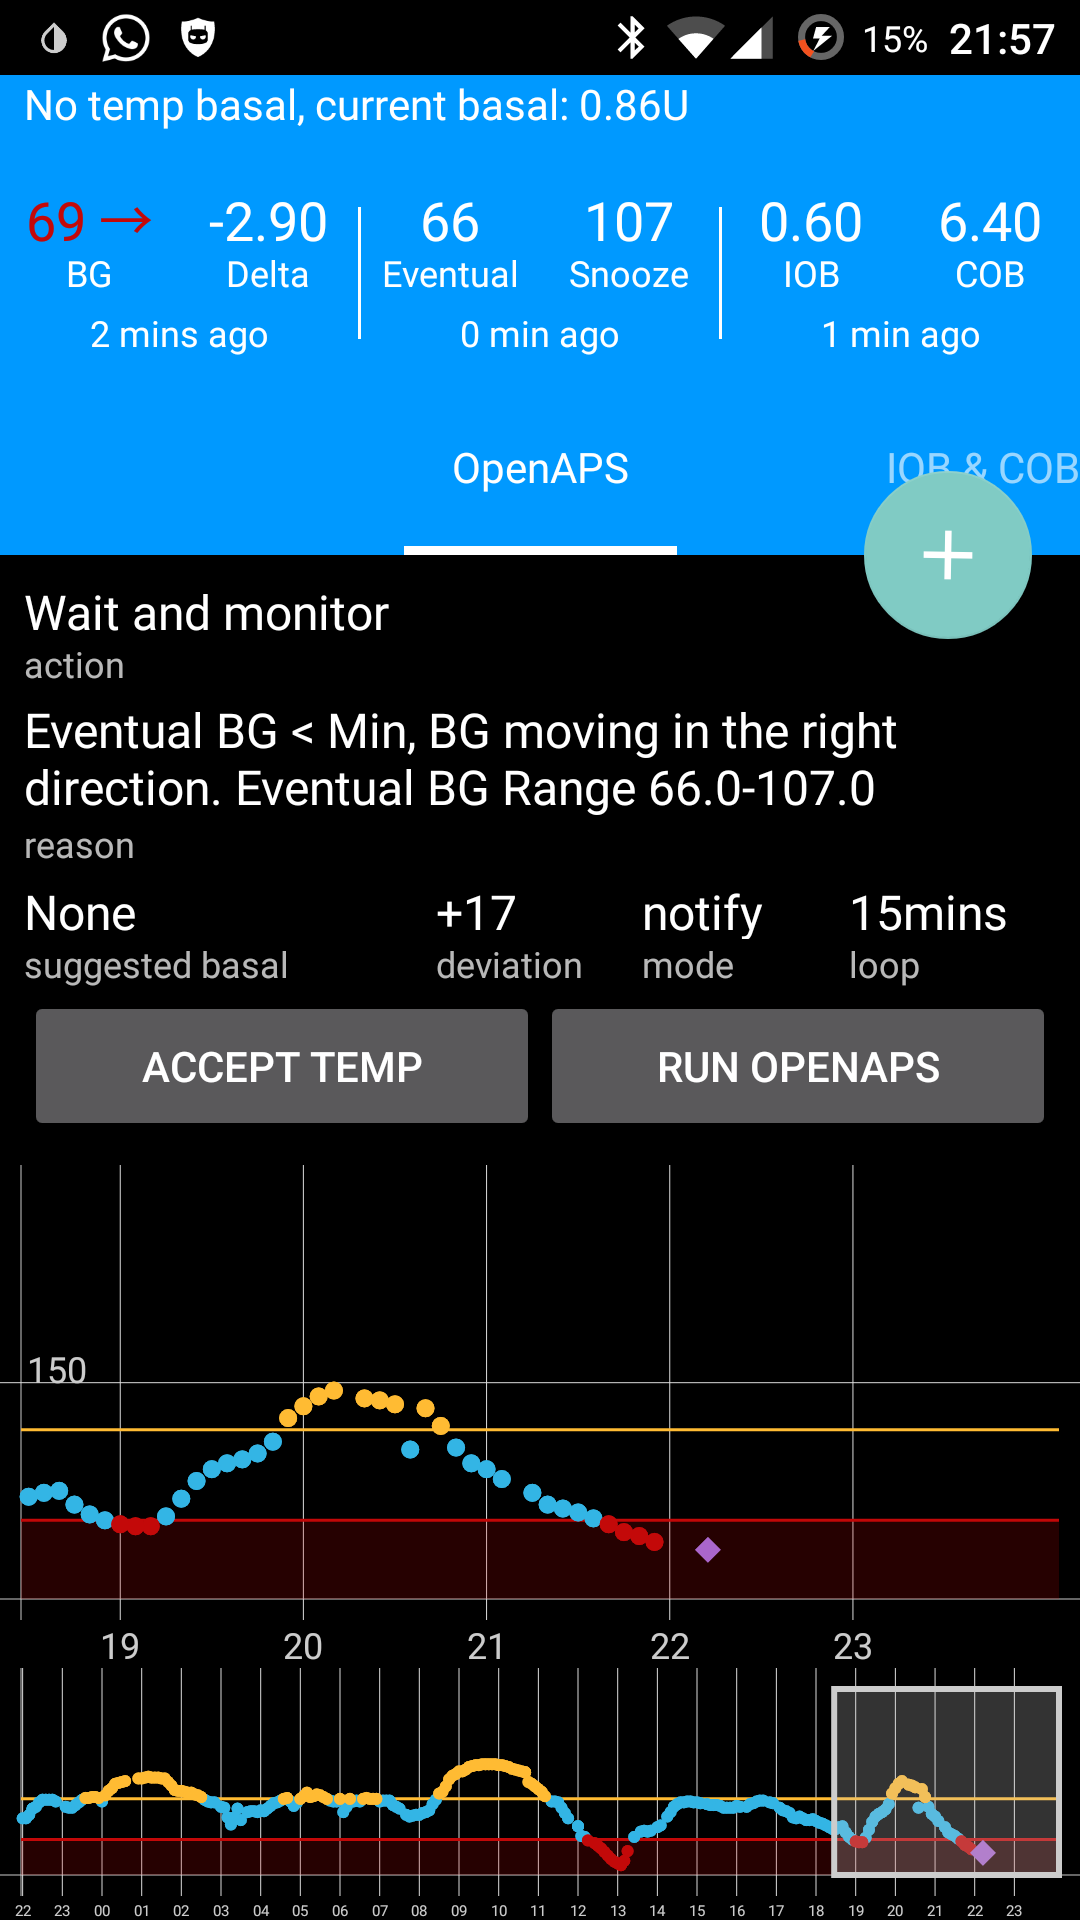 15% 21:57
No temp basal, current basal: 0.86U
69 → -2.90 66 107 0.60 6.40
BG Delta Eventual Snooze IOB COB
2 mins ago 0 min ago 1 min ago
OpenAPS IOB & COB
+
Wait and monitor
action
Eventual BG < Min, BG moving in the right
direction. Eventual BG Range 66.0-107.0
reason
None +17 notify 15mins
suggested basal deviation mode loop
ACCEPT TEMP RUN OPENAPS
150
19 20 21 22 23
22 23 00 01 02 03 04 05 06 07 08 09 10 11 12 13 14 15 16 17 18 19 20 21 22 23